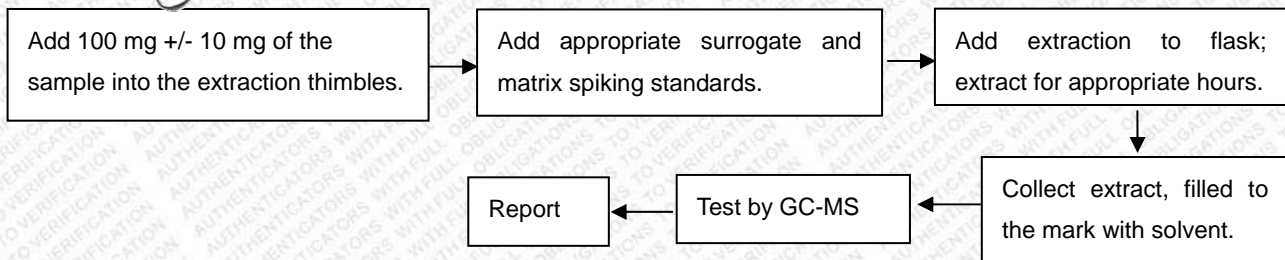 Add 100 mg +/- 10 mg of the
sample into the extraction thimbles.
Add appropriate surrogate and
matrix spiking standards.
Add extraction to flask;
extract for appropriate hours.
Collect extract, filled to
the mark with solvent.
Test by GC-MS
Report